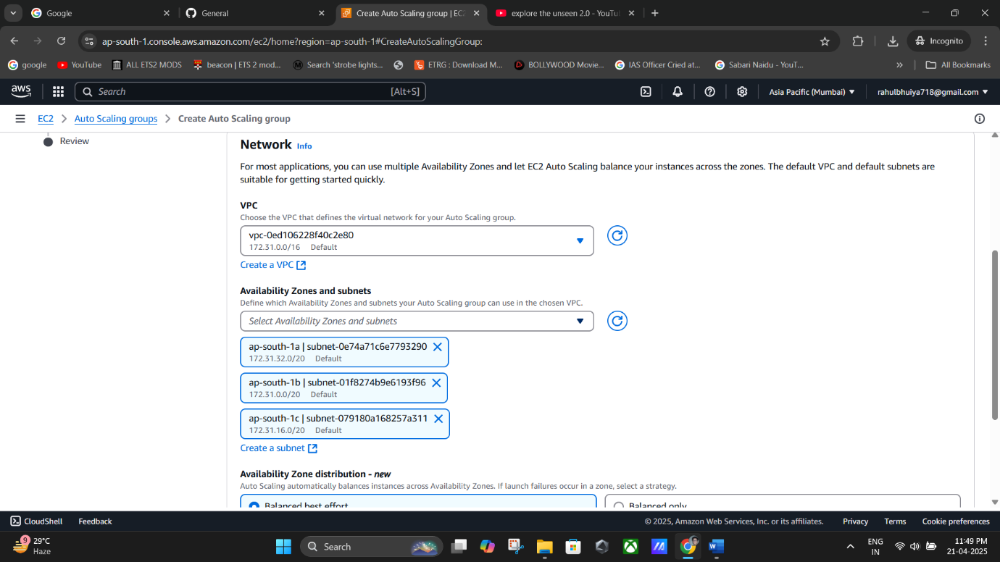 Google
General
Create Auto Scaling group | EC2
explore the unseen 2.0 - YouTu
ap-south-1.console.aws.amazon.com/ec2/home?region=ap-south-1#CreateAutoScalingGroup:
Incognito
google
YouTube
ALL ETS2 MODS
beacon | ETS 2 mod...
Search 'strobe lights...
ETRG : Download M...
BOLLYWOOD Movie...
IAS Officer Cried at...
Sabari Naidu - YouT...
All Bookmarks
aws
Search
[Alt+S]
Asia Pacific (Mumbai)
rahulbhuiya718@gmail.com
EC2
Auto Scaling groups
Create Auto Scaling group
Review
Network Info
For most applications, you can use multiple Availability Zones and let EC2 Auto Scaling balance your instances across the zones. The default VPC and default subnets are
suitable for getting started quickly.
VPC
Choose the VPC that defines the virtual network for your Auto Scaling group.
vpc-0ed106228f40c2e80
172.31.0.0/16 Default
Create a VPC
Availability Zones and subnets
Define which Availability Zones and subnets your Auto Scaling group can use in the chosen VPC.
Select Availability Zones and subnets
ap-south-1a | subnet-0e74a71c6e7793290
172.31.32.0/20 Default
ap-south-1b | subnet-01f8274b9e6193f96
172.31.0.0/20 Default
ap-south-1c | subnet-079180a168257a311
172.31.16.0/20 Default
Create a subnet
Availability Zone distribution - new
Auto Scaling automatically balances instances across Availability Zones. If launch failures occur in a zone, select a strategy.
Balanced best effort
Balanced only
CloudShell
Feedback
© 2025, Amazon Web Services, Inc. or its affiliates.
Privacy
Terms
Cookie preferences
9
29°C
Haze
Search
ENG
IN
11:49 PM
21-04-2025